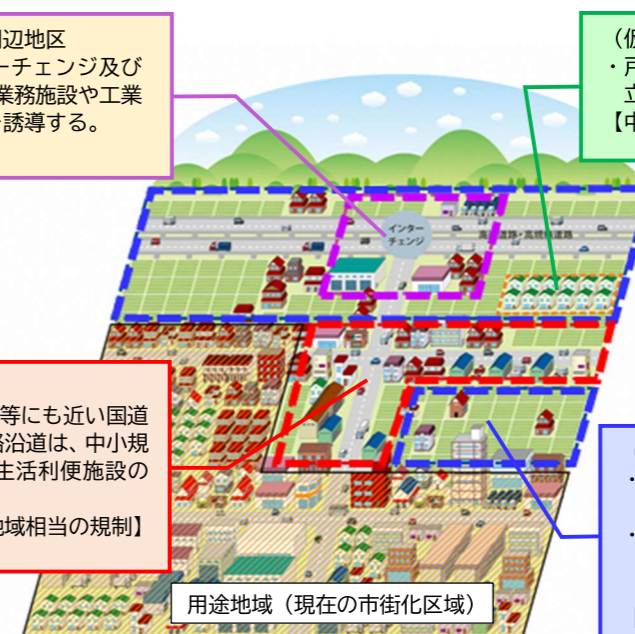 辺地区
ーチェンジ及び
業務施設や工業
誘導する。
（仮
・戸
立
【中
インター
チェンジ
等にも近い国道
沿道は、中小規
生活利便施設の
域相当の規制】
用途地域（現在の市街化区域）